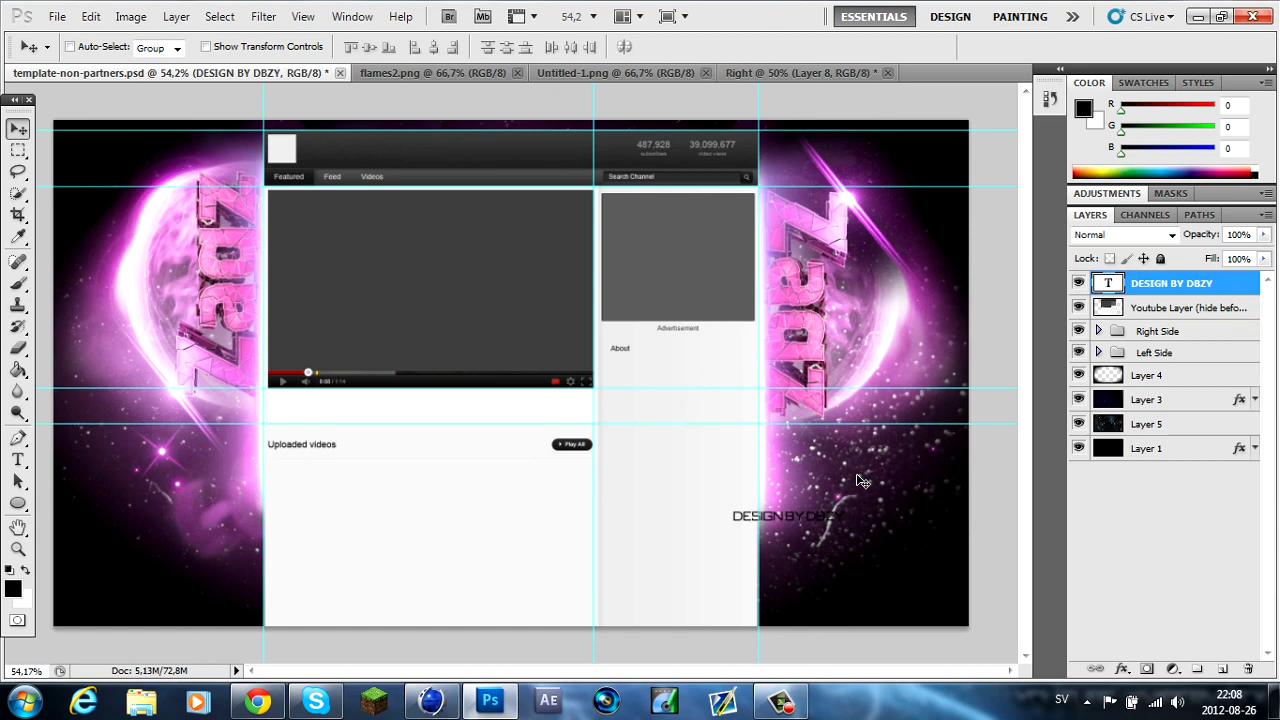 Ps File Edit Image Layer Select Filter View Window Help Br Mb 54,2 ESSENTIALS DESIGN PAINTING CS Live
Auto-Select: Group Show Transform Controls
template-non-partners.psd @ 54,2% (DESIGN BY DBZY, RGB/8) * flames2.png @ 66,7% (RGB/8) Untitled-1.png @ 66,7% (RGB/8) Right @ 50% (Layer 8, RGB/8) *
COLOR SWATCHES STYLES
R 0
G 0
B 0
ADJUSTMENTS MASKS
LAYERS CHANNELS PATHS
Normal Opacity: 100%
Lock: Fill: 100%
T DESIGN BY DBZY
Youtube Layer (hide befo...
Right Side
Left Side
Layer 4
Layer 3 fx
Layer 5
Layer 1 fx
487,928 39,099,677
subscribers video views
Featured Feed Videos Search Channel
Advertisement
About
0:08 / 1:14
Uploaded videos Play All
DESIGN BY DBZY
54,17% Doc: 5,13M/72,8M
Ps AE SV 22:08
2012-08-26